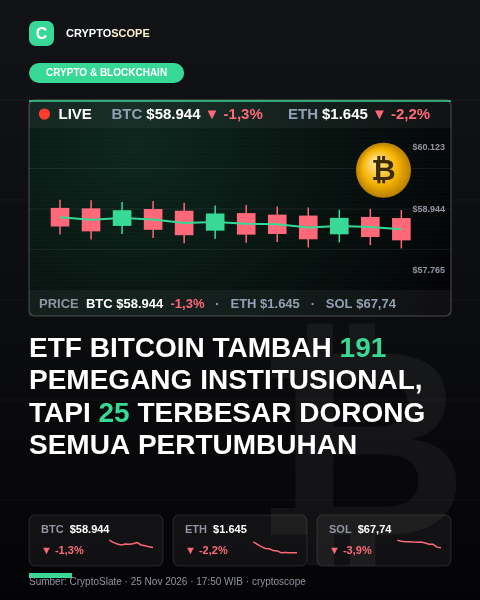 C CRYPTOSCOPE
CRYPTO & BLOCKCHAIN
LIVE BTC $58.944 ▼ -1,3% ETH $1.645 ▼ -2,2%
$60.123
$58.944
$57.765
PRICE BTC $58.944 -1,3% · ETH $1.645 · SOL $67,74
ETF BITCOIN TAMBAH 191
PEMEGANG INSTITUSIONAL,
TAPI 25 TERBESAR DORONG
SEMUA PERTUMBUHAN
BTC $58.944 ETH $1.645 SOL $67,74
▼ -1,3% ▼ -2,2% ▼ -3,9%
Sumber: CryptoSlate · 25 Nov 2026 · 17:50 WIB · cryptoscope